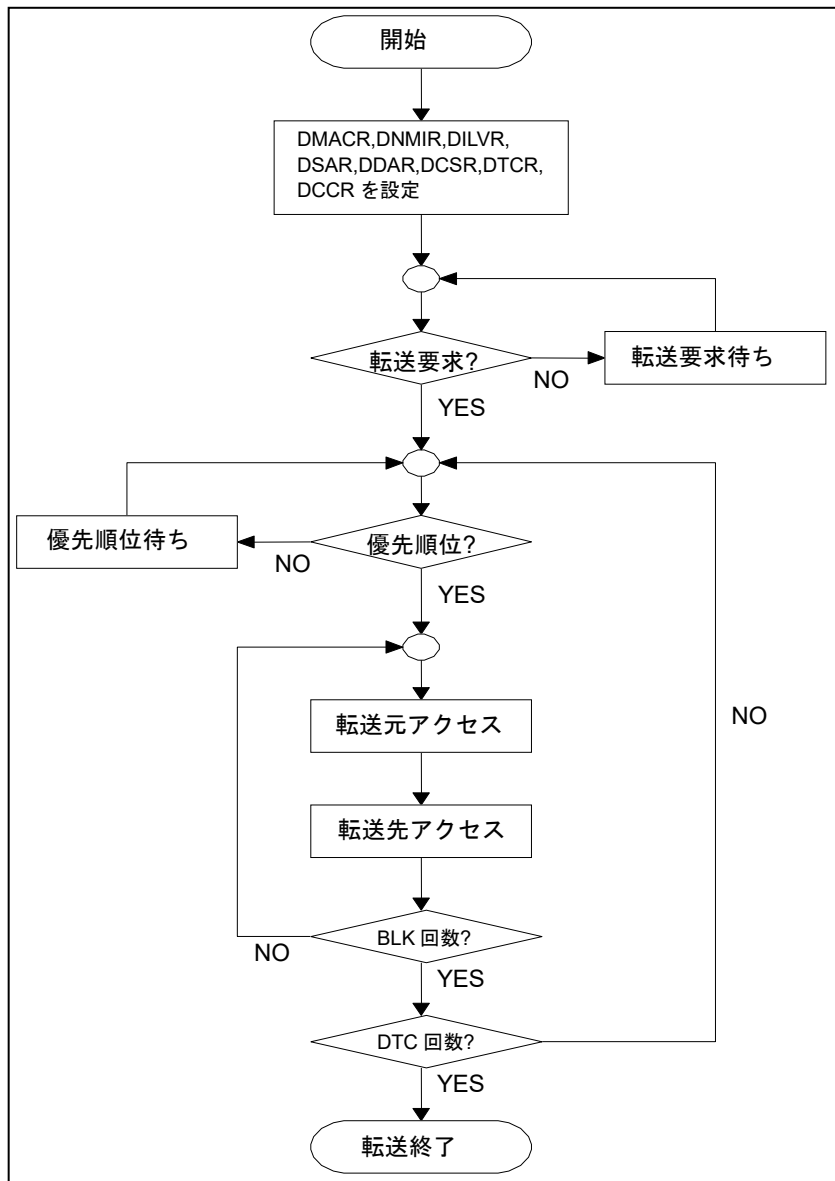 開始
DMACR,DNMIR,DILVR,
DSAR,DDAR,DCSR,DTCR,
DCCR を設定
転送要求?
NO
転送要求待ち
YES
優先順位待ち
NO
優先順位?
YES
転送元アクセス
NO
転送先アクセス
BLK 回数?
NO
YES
DTC 回数?
YES
転送終了